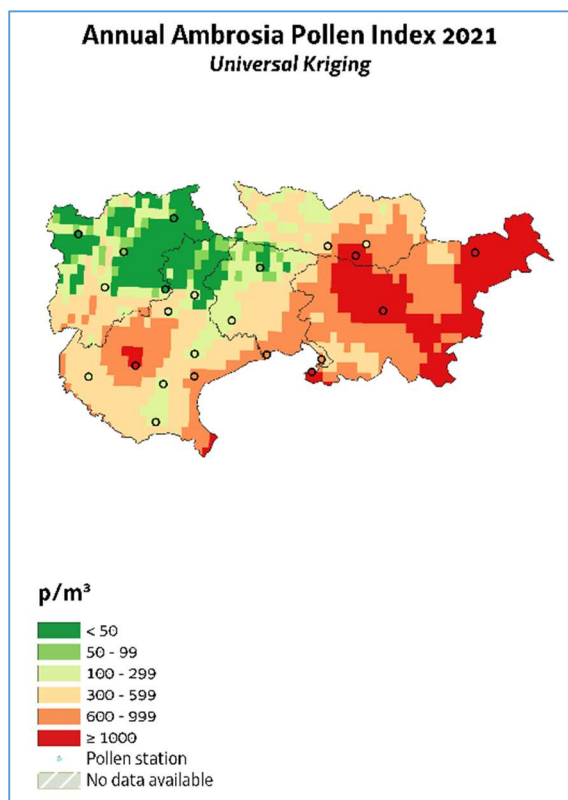 Annual Ambrosia Pollen Index 2021
Universal Kriging
p/m³
< 50
50 - 99
100 - 299
300 - 599
600 - 999
≥ 1000
Pollen station
No data available